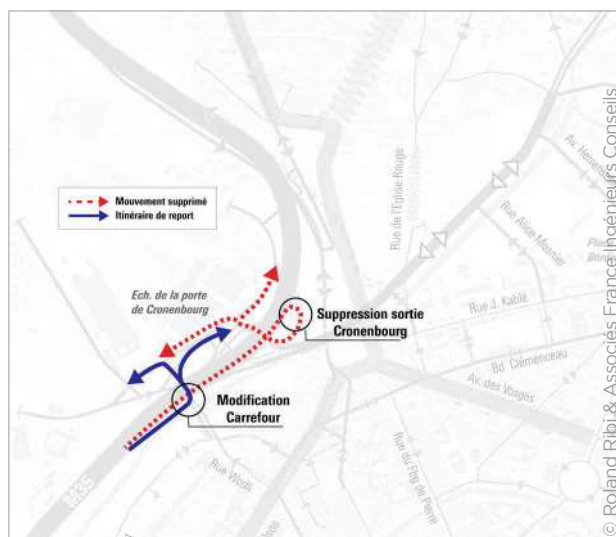 Mouvement supprimé
Itinéraire de report
Ech. de la porte
de Cronenbourg
Suppression sortie
Cronenbourg
Modification
Carrefour
Rue de l'Eglise Rouge
Rue Alice Mosnier
Rue J. Kablé
Bd Clémenceau
Av. des Vosges
Rue du Fbg de Pierre
Rue Wodli
M35
© Roland Ribi & Associés France Ingénieurs Conseils